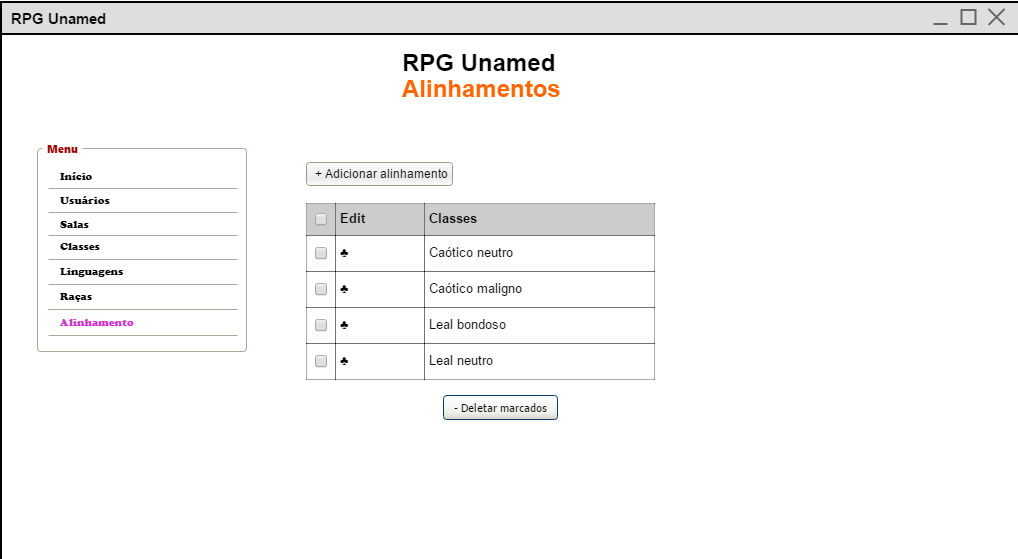 RPG Unamed
RPG Unamed
Alinhamentos
Menu
Início
Usuários
Salas
Classes
Linguagens
Raças
Alinhamento
+ Adicionar alinhamento
Edit Classes
♣ Caótico neutro
♣ Caótico maligno
♣ Leal bondoso
♣ Leal neutro
- Deletar marcados